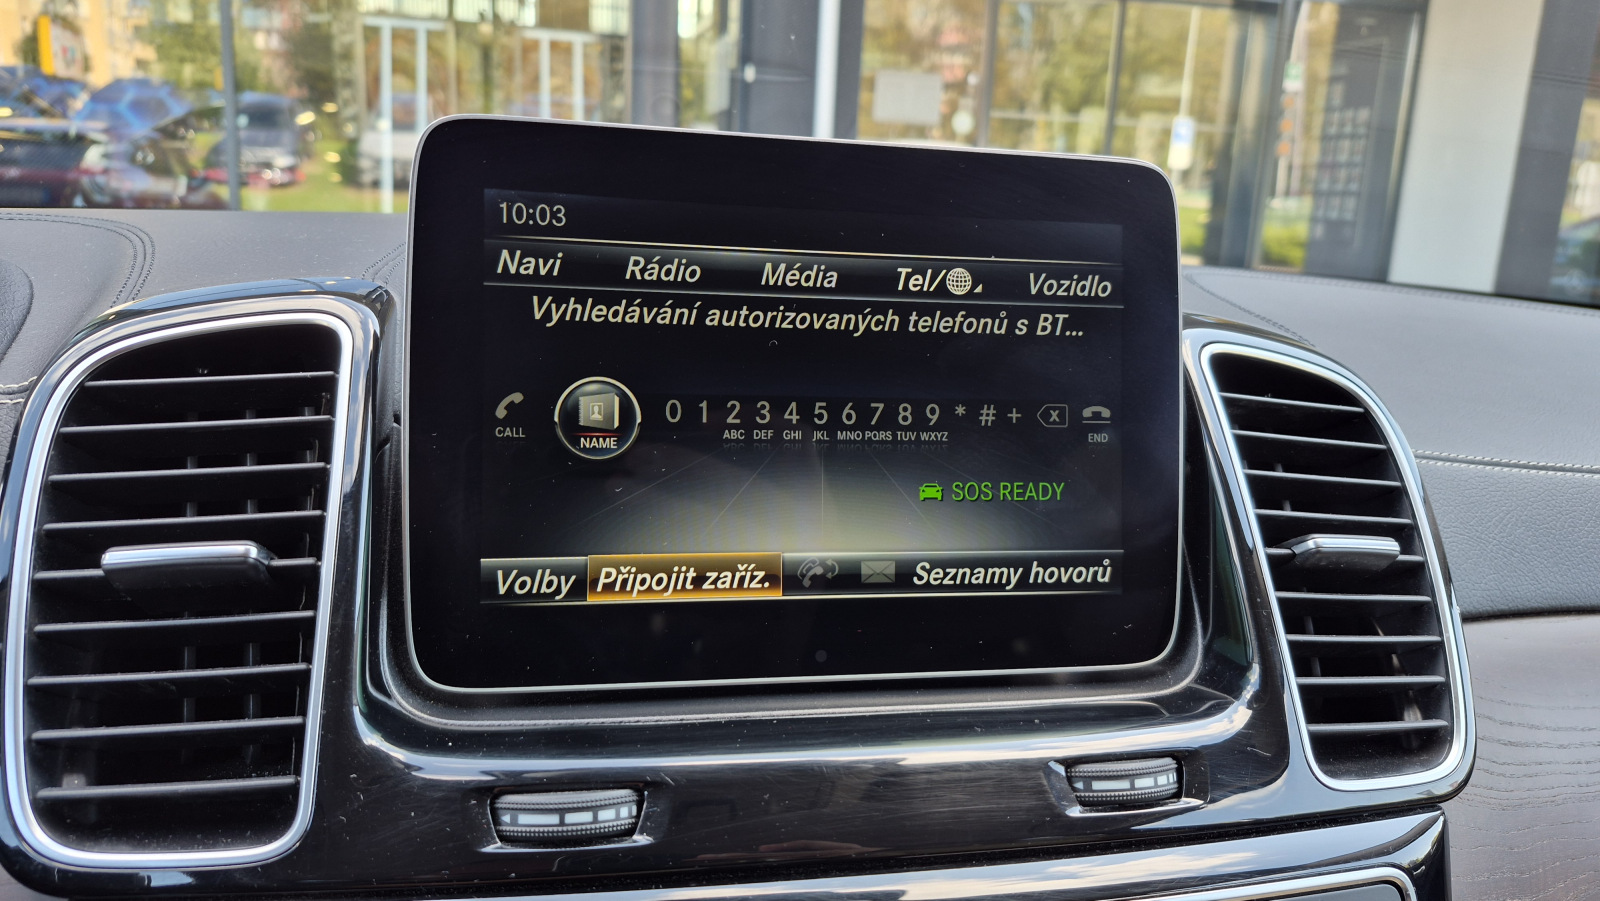 10:03
Navi Rádio Média Tel/ Vozidlo
Vyhledávání autorizovaných telefonů s BT...
0 1 2 3 4 5 6 7 8 9 * # +
CALL NAME ABC DEF GHI JKL MNO PQRS TUV WXYZ END
SOS READY
Volby Připojit zaříz. Seznamy hovorů